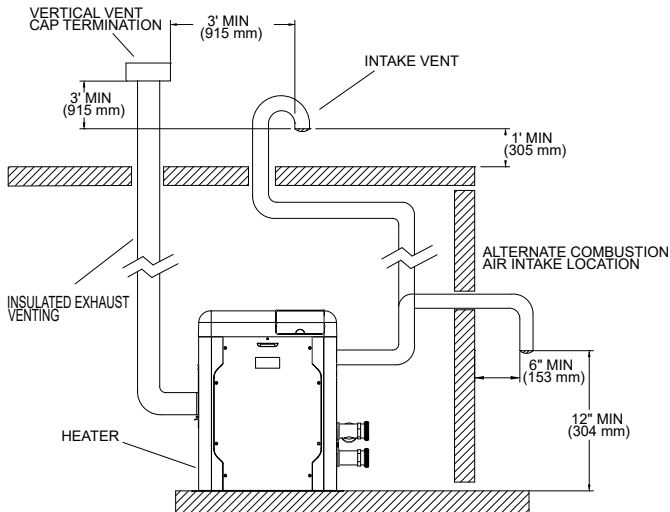 VERTICAL VENT
CAP TERMINATION
3' MIN
(915 mm)
INTAKE VENT
3' MIN
(915 mm)
1' MIN
(305 mm)
ALTERNATE COMBUSTION
AIR INTAKE LOCATION
INSULATED EXHAUST
VENTING
6" MIN
(153 mm)
12" MIN
(304 mm)
HEATER